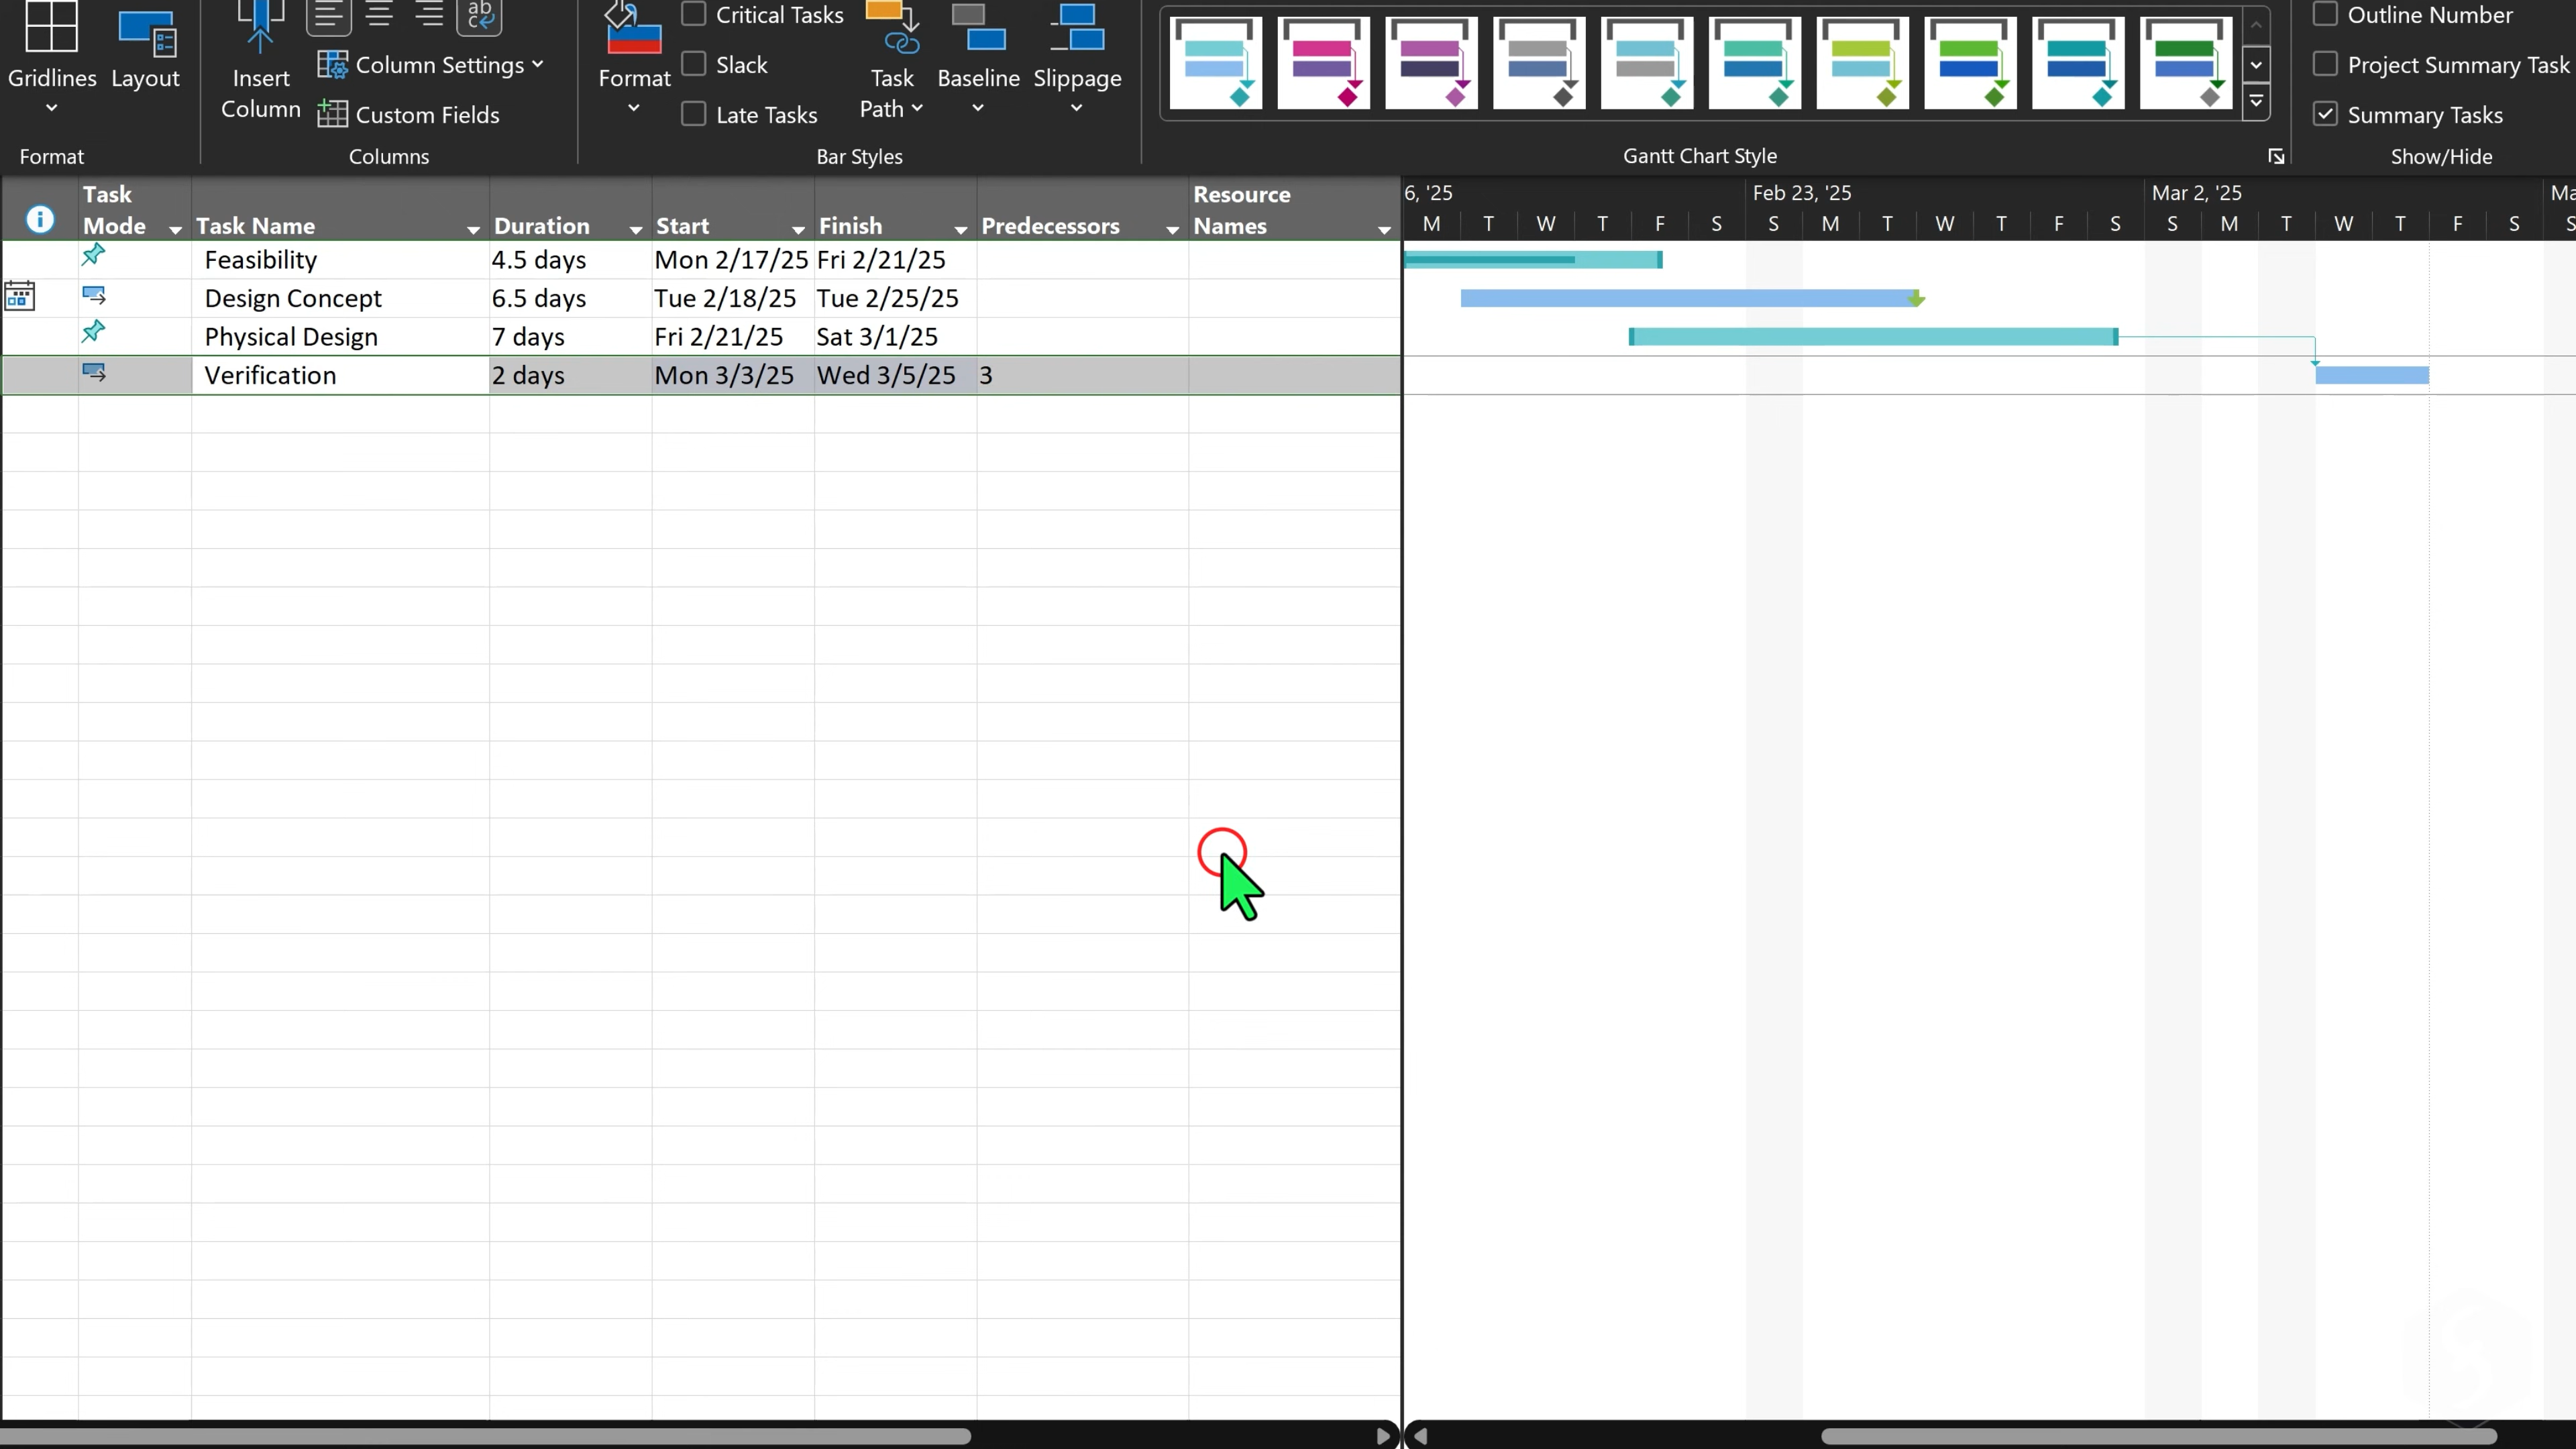 Gridlines
Layout
Format
Insert
Column
ab
c
Column Settings
Custom Fields
Columns
Format
Critical Tasks
Slack
Late Tasks
Task
Path
Baseline
Slippage
Bar Styles
Gantt Chart Style
Outline Number
Project Summary Task
Summary Tasks
Show/Hide
Task Mode Task Name Duration Start Finish Predecessors Resource Names
Feasibility 4.5 days Mon 2/17/25 Fri 2/21/25
Design Concept 6.5 days Tue 2/18/25 Tue 2/25/25
Physical Design 7 days Fri 2/21/25 Sat 3/1/25
Verification 2 days Mon 3/3/25 Wed 3/5/25 3
6, '25 Feb 23, '25 Mar 2, '25 Ma
M T W T F S S M T W T F S S M T W T F S S